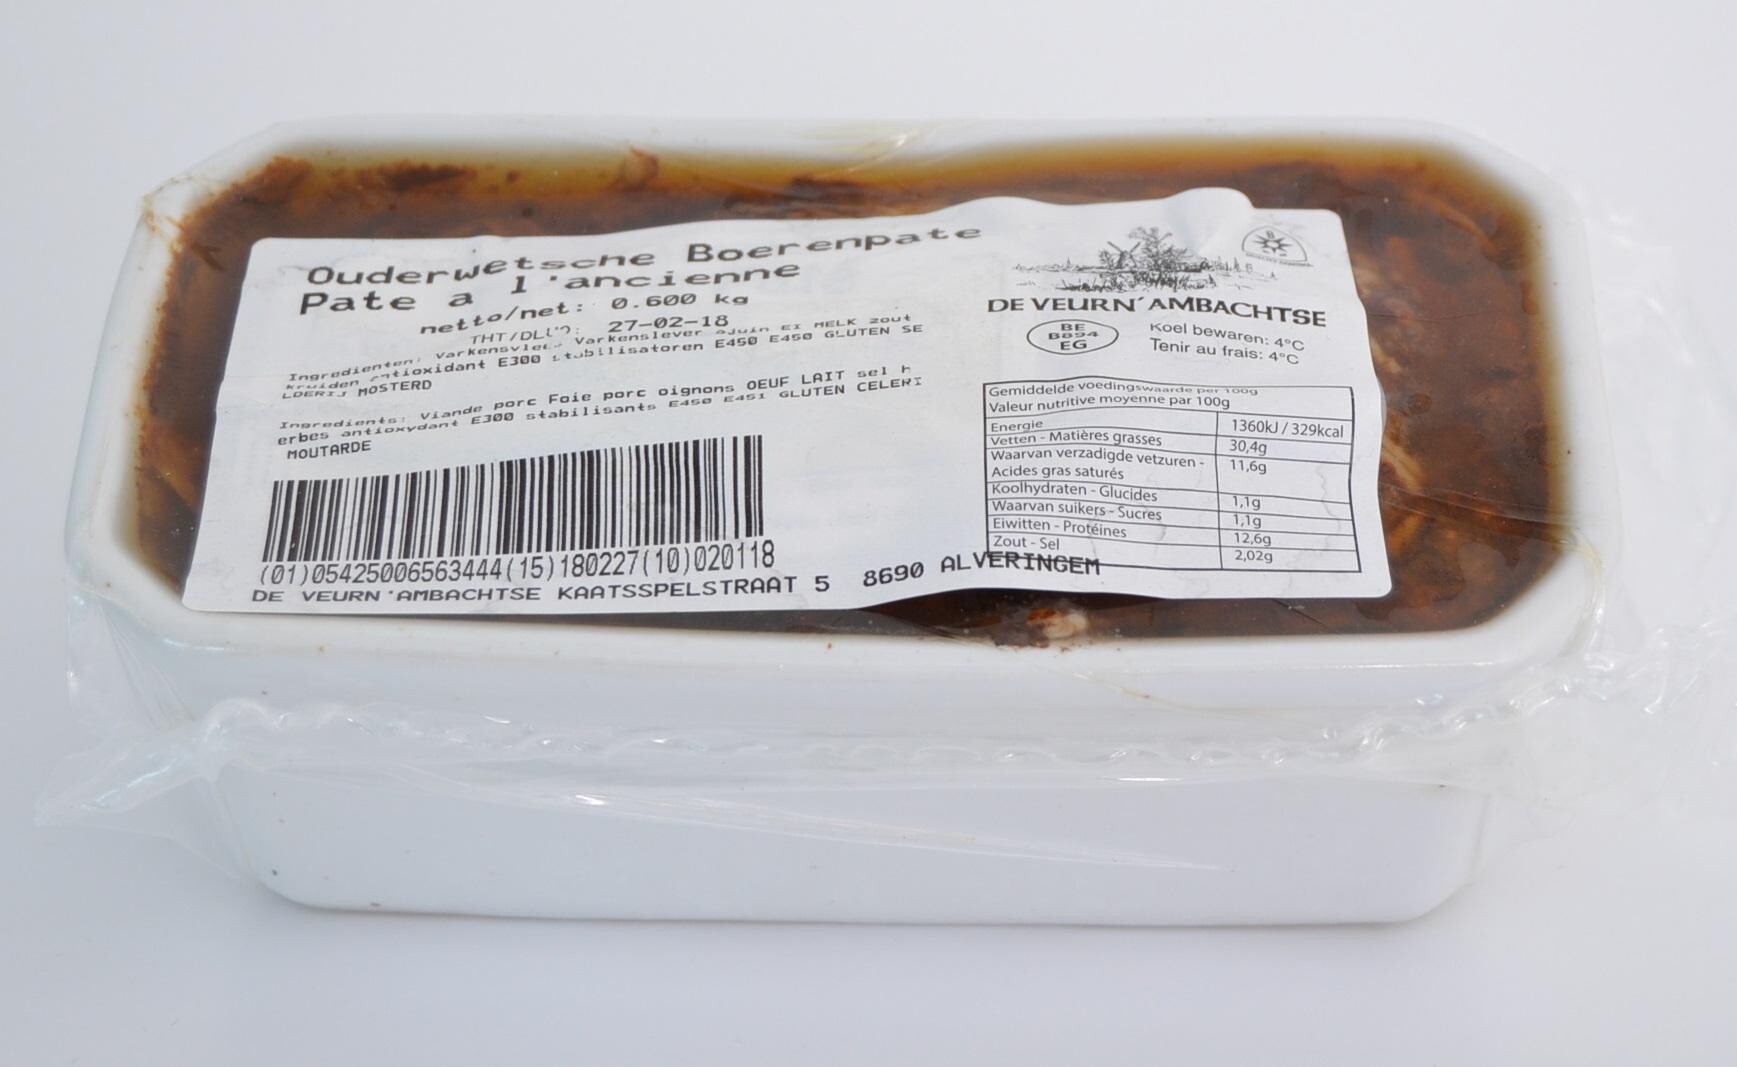 Ouderwetsche Boerenpate
Pate a l'ancienne
netto/net: 0.600 kg
THT/DLUO: 27-02-18
Ingredienten: Varkensvlees Varkenslever ajuin EI MELK zout
kruiden antioxidant E300 stabilisatoren E450 E450 GLUTEN SE
LDERIJ MOSTERD
Ingredients: Viande porc Foie porc oignons OEUF LAIT sel h
erbes antioxydant E300 stabilisants E450 E451 GLUTEN CELERI
MOUTARDE
(01)05425006563444(15)180227(10)020118
DE VEURN'AMBACHTSE KAATSSPELSTRAAT 5 8690 ALVERINGEM
DE VEURN'AMBACHTSE
BE
B894
EG
Koel bewaren: 4°C
Tenir au frais: 4°C
Gemiddelde voedingswaarde per 100g
Valeur nutritive moyenne par 100g
Energie 1360kJ / 329kcal
Vetten - Matières grasses 30,4g
Waarvan verzadigde vetzuren - 11,6g
Acides gras saturés
Koolhydraten - Glucides 1,1g
Waarvan suikers - Sucres 1,1g
Eiwitten - Protéines 12,6g
Zout - Sel 2,02g